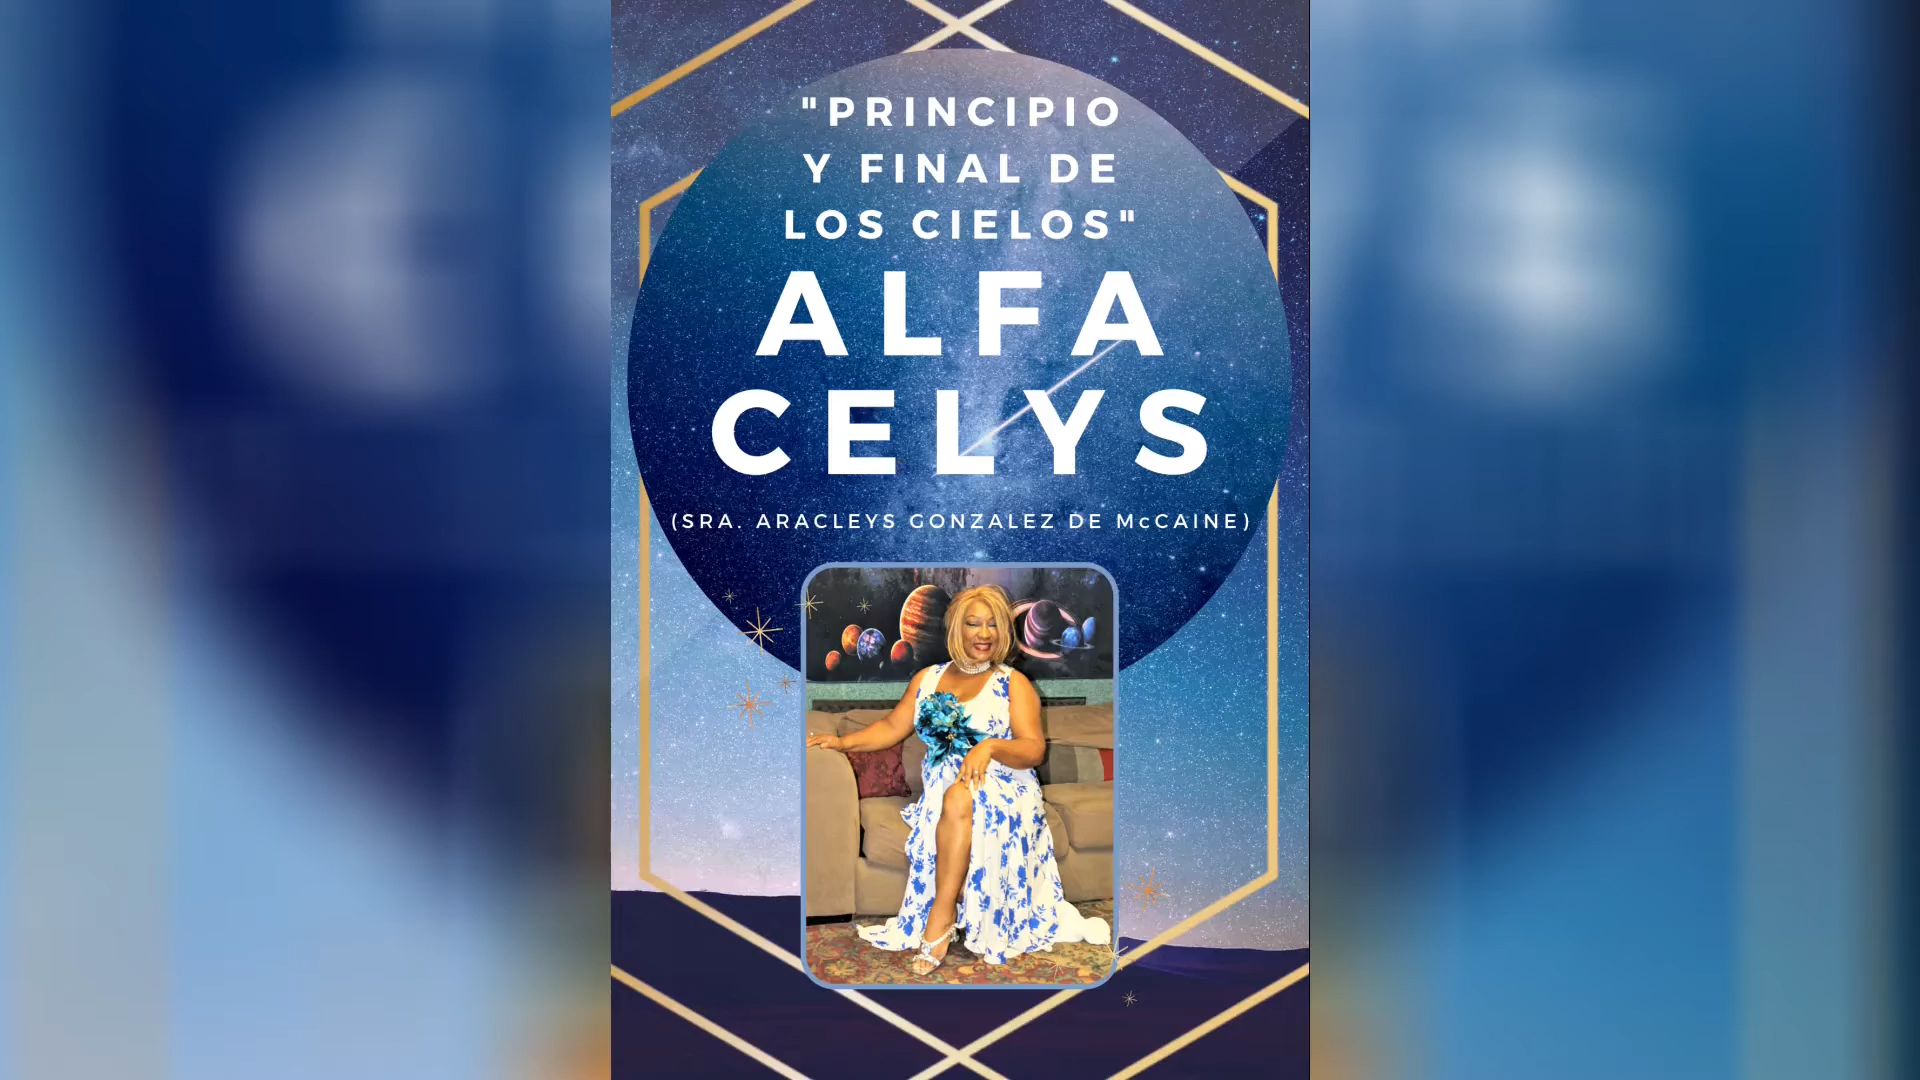 "PRINCIPIO
Y FINAL DE
LOS CIELOS"
ALFA
CELYS
(SRA. ARACLEYS GONZALEZ DE McCAINE)